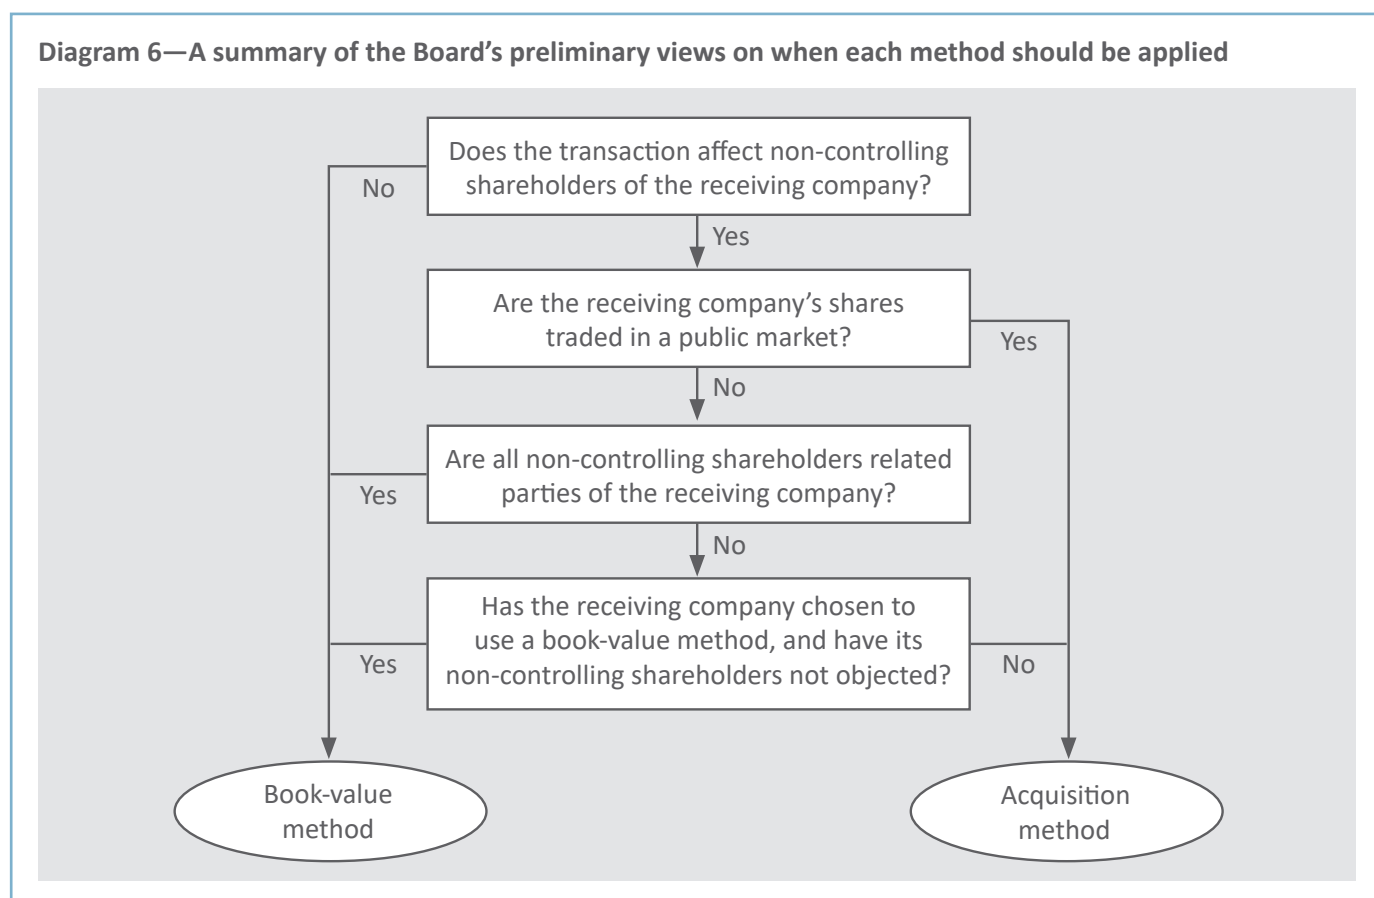 Diagram 6—A summary of the Board’s preliminary views on when each method should be applied
Does the transaction affect non-controlling
shareholders of the receiving company?
No
Yes
Are the receiving company’s shares
traded in a public market?
Yes
No
Are all non-controlling shareholders related
parties of the receiving company?
Yes
No
Has the receiving company chosen to
use a book-value method, and have its
non-controlling shareholders not objected?
Yes
No
Book-value
method
Acquisition
method